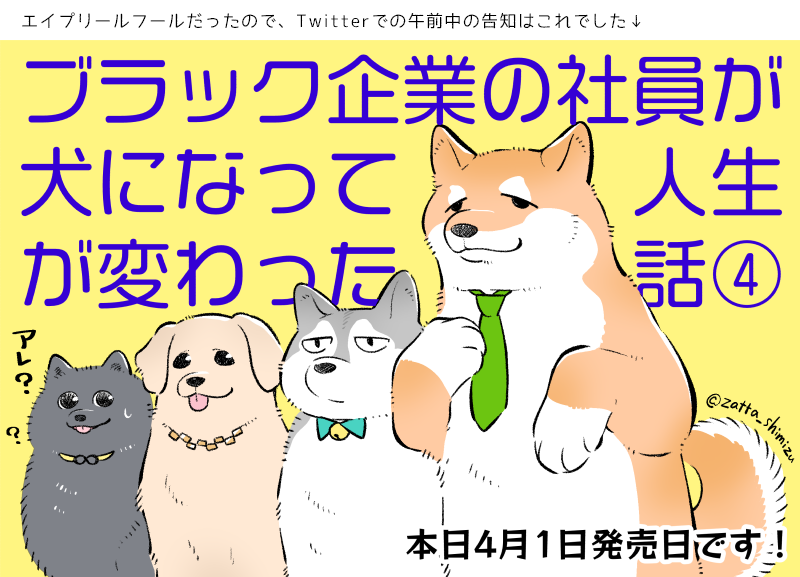 エイプリールフールだったので、Twitterでの午前中の告知はこれでした↓
ブラック企業の社員が
犬になって 人生
が変わった 話④
アレ？
？
@zatta_shimizu
本日4月1日発売日です！